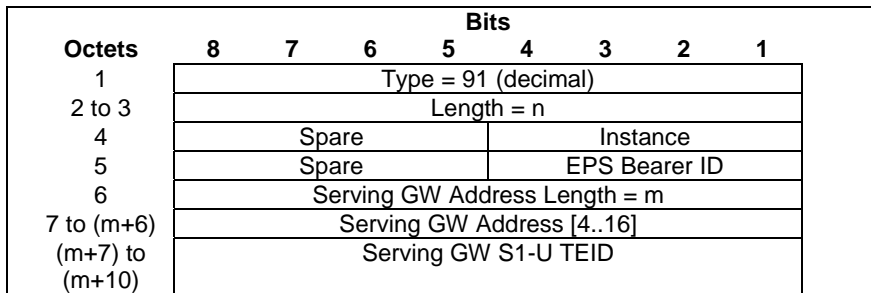 Bits
Octets 8 7 6 5 4 3 2 1
1 Type = 91 (decimal)
2 to 3 Length = n
4 Spare Instance
5 Spare EPS Bearer ID
6 Serving GW Address Length = m
7 to (m+6) Serving GW Address [4..16]
(m+7) to Serving GW S1-U TEID
(m+10)